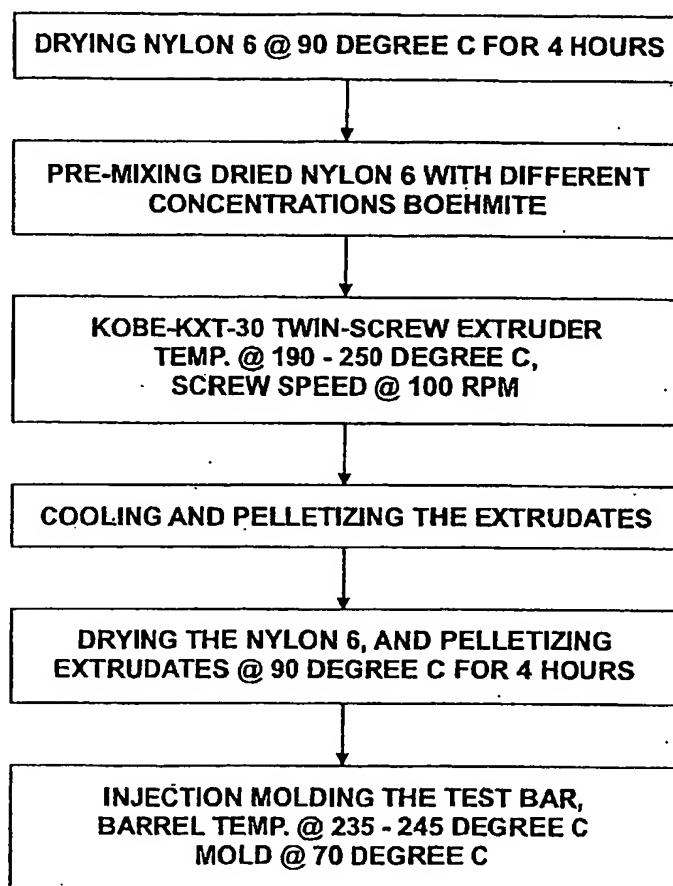 DRYING NYLON 6 @ 90 DEGREE C FOR 4 HOURS
PRE-MIXING DRIED NYLON 6 WITH DIFFERENT
CONCENTRATIONS BOEHMITE
KOBE-KXT-30 TWIN-SCREW EXTRUDER
TEMP. @ 190 - 250 DEGREE C,
SCREW SPEED @ 100 RPM
COOLING AND PELLETIZING THE EXTRUDATES
DRYING THE NYLON 6, AND PELLETIZING
EXTRUDATES @ 90 DEGREE C FOR 4 HOURS
INJECTION MOLDING THE TEST BAR,
BARREL TEMP. @ 235 - 245 DEGREE C
MOLD @ 70 DEGREE C